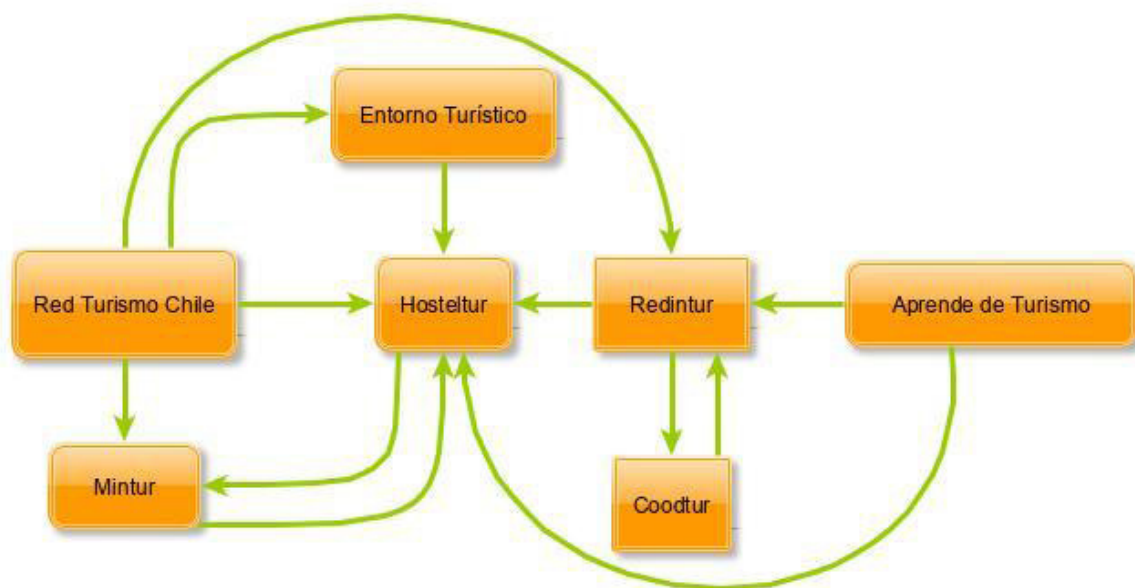 Entorno Turístico
Red Turismo Chile
Hosteltur
Redintur
Aprende de Turismo
Mintur
Coodtur